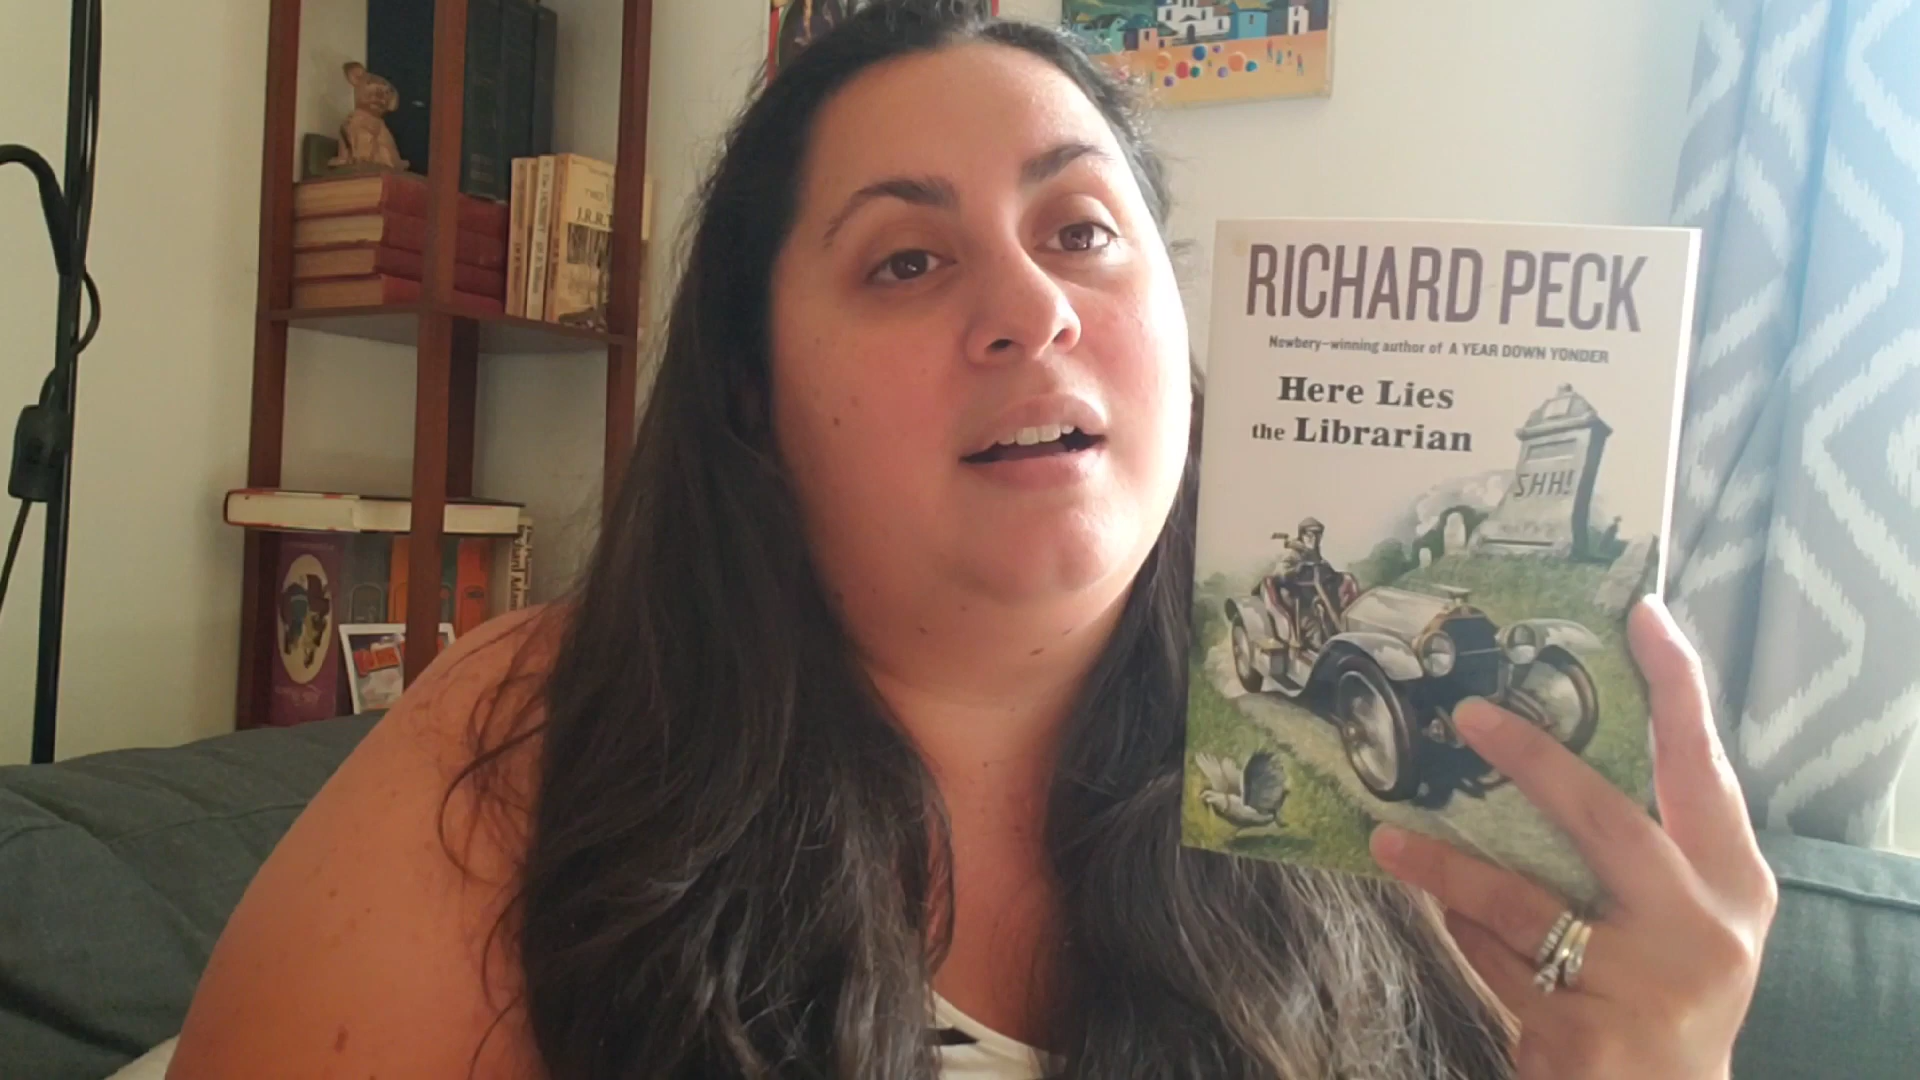 RICHARD PECK
Newbery-winning author of A YEAR DOWN YONDER
Here Lies
the Librarian
SHH!
J.R.R.T